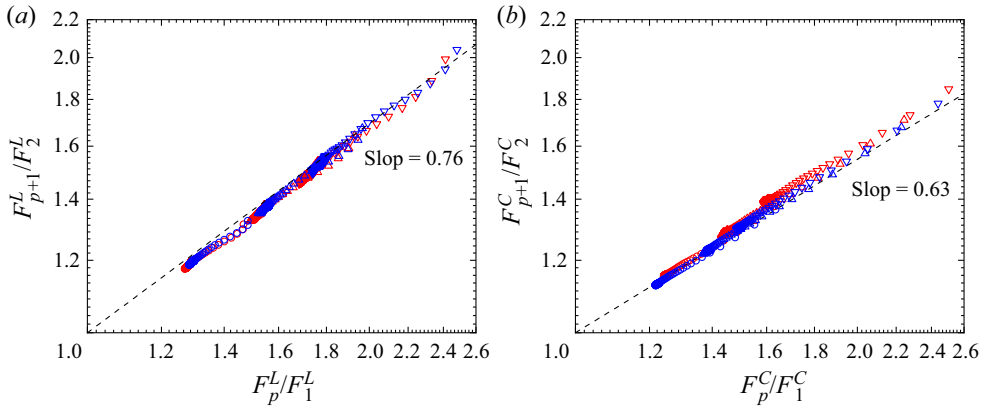 (a)
2.2
2.0
1.8
1.6
1.4
1.2
F^L_{p+1}/F^L_2
Slop = 0.76
1.0 1.2 1.4 1.6 1.8 2.0 2.2 2.4 2.6
F^L_p/F^L_1
(b)
2.2
2.0
1.8
1.6
1.4
1.2
F^C_{p+1}/F^C_2
Slop = 0.63
1.0 1.2 1.4 1.6 1.8 2.0 2.2 2.4 2.6
F^C_p/F^C_1